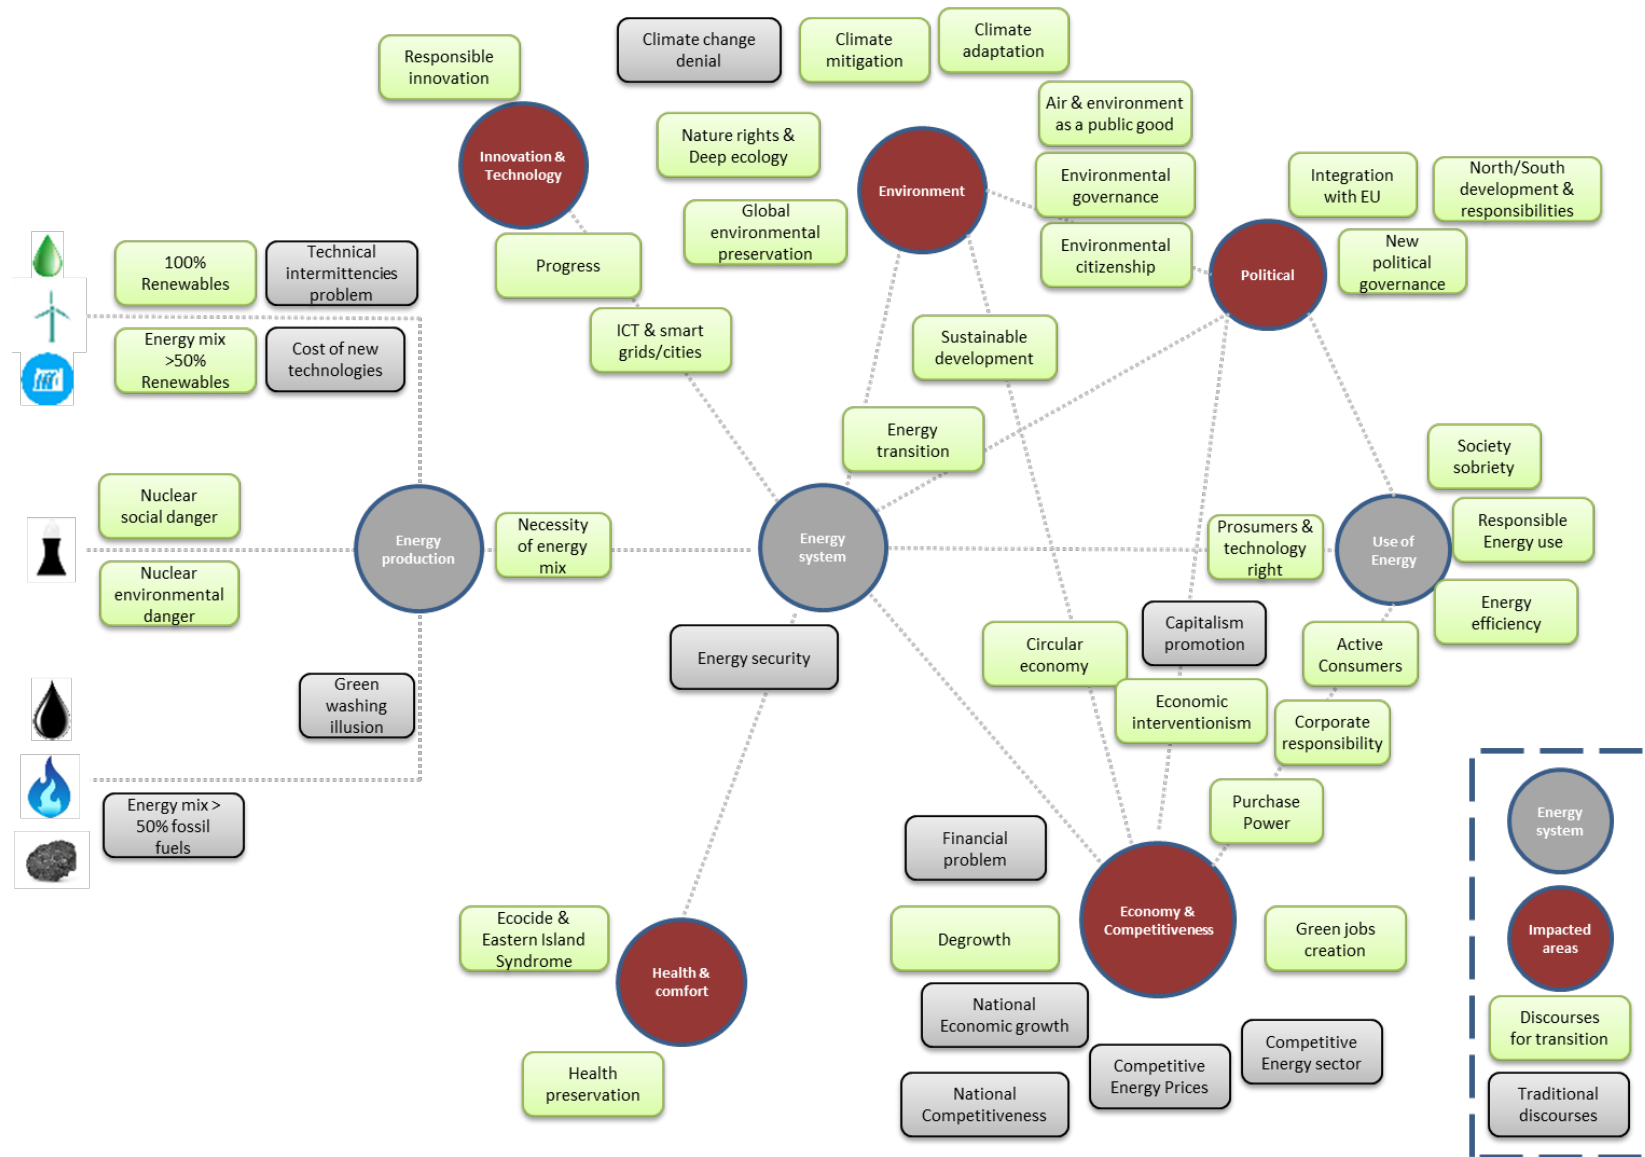 Responsible
innovation
Climate change
denial
Climate
mitigation
Climate
adaptation
Air & environment
as a public good
Nature rights &
Deep ecology
Innovation &
Technology
Environment
Environmental
governance
Integration
with EU
North/South
development &
responsibilities
Global
environmental
preservation
Environmental
citizenship
Political
New
political
governance
Progress
100%
Renewables
Technical
intermittencies
problem
Energy mix
>50%
Renewables
Cost of new
technologies
ICT & smart
grids/cities
Sustainable
development
Energy
transition
Society
sobriety
Nuclear
social danger
Energy
production
Necessity
of energy
mix
Energy
system
Prosumers &
technology
right
Use of
Energy
Responsible
Energy use
Nuclear
environmental
danger
Energy
efficiency
Energy security
Circular
economy
Capitalism
promotion
Active
Consumers
Green
washing
illusion
Economic
interventionism
Corporate
responsibility
Energy mix >
50% fossil
fuels
Purchase
Power
Financial
problem
Energy
system
Ecocide &
Eastern Island
Syndrome
Degrowth
Economy &
Competitiveness
Green jobs
creation
Impacted
areas
Health &
comfort
National
Economic growth
Discourses
for transition
Health
preservation
Competitive
Energy Prices
Competitive
Energy sector
National
Competitiveness
Traditional
discourses